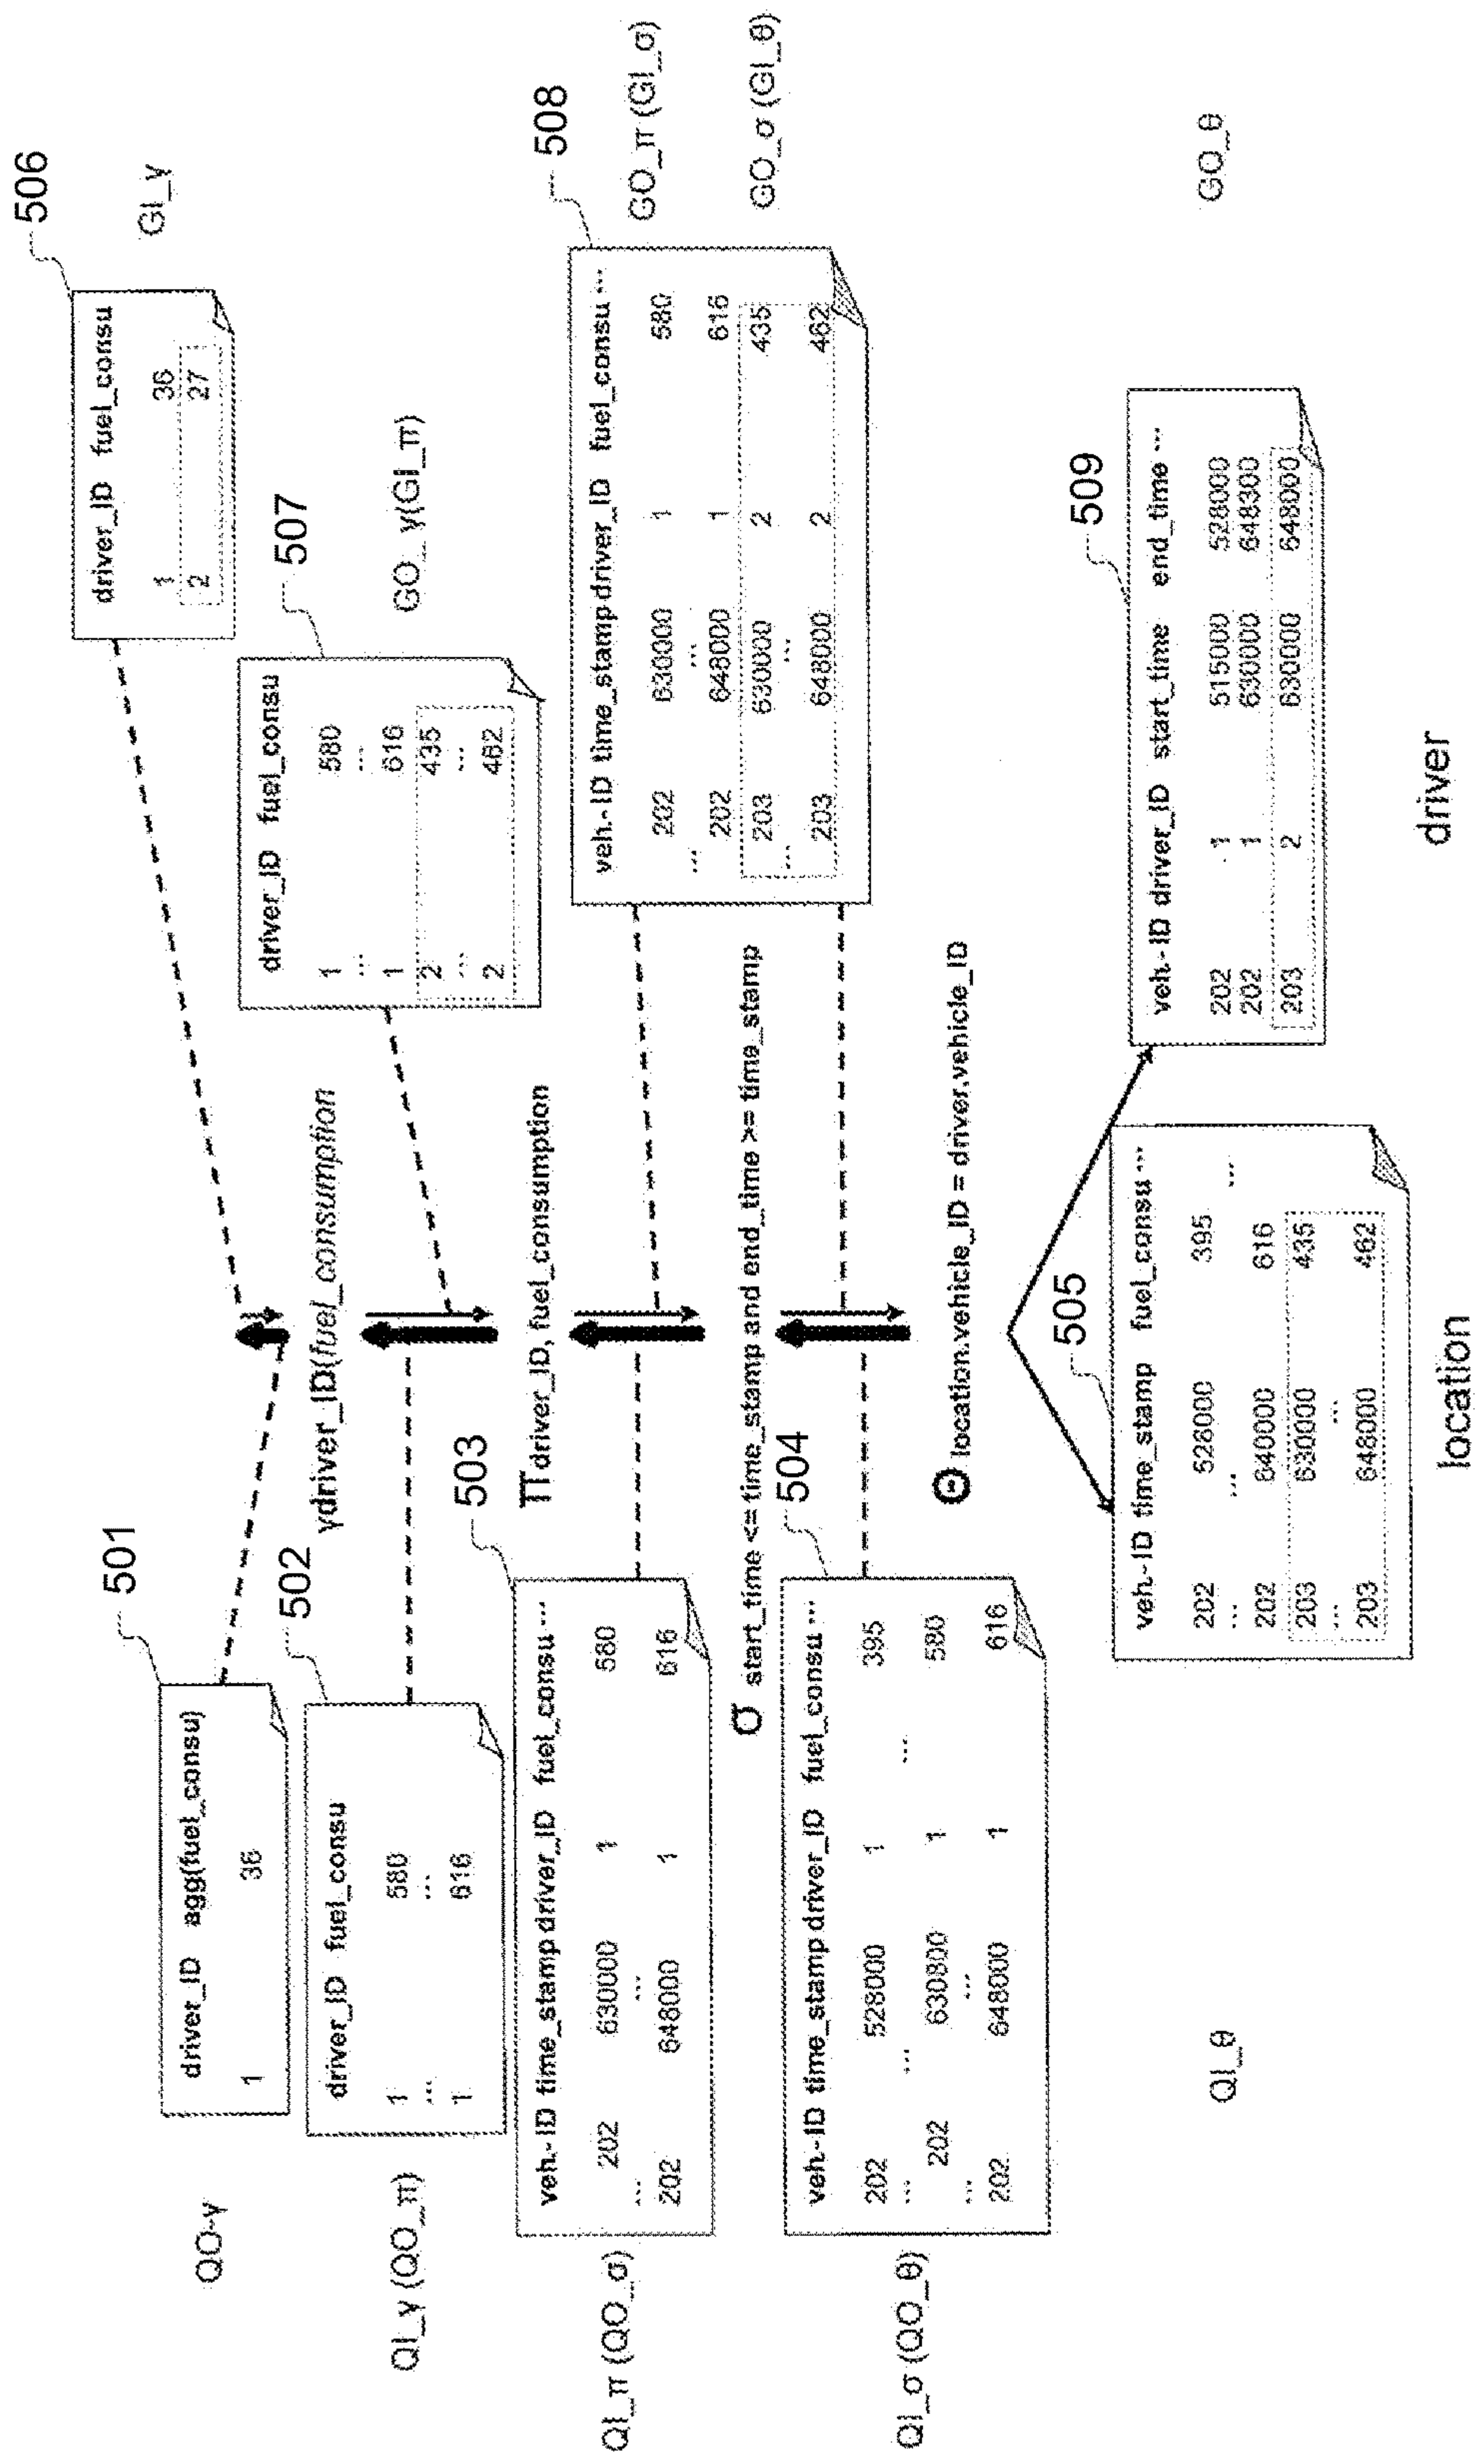 501
QO-γ
driver_ID agg(fuel_consu)
1 36
506
GI_γ
driver_ID fuel_consu
1 36
2 27
γdriver_ID(fuel_consumption
502
QI_γ (QO_π)
driver_ID fuel_consu
1 580
... ...
1 616
507
GO_γ(GI_π)
driver_ID fuel_consu
1 580
... ...
1 616
2 435
... ...
2 462
∏driver_ID, fuel_consumption
503
QI_π (QO_σ)
veh.-ID time_stamp driver_ID fuel_consu ...
202 630000 1 580
... ...
202 648000 1 616
508
GO_π (GI_σ)
GO_σ (GI_θ)
veh.-ID time_stamp driver_ID fuel_consu ...
202 630000 1 580
... ...
202 648000 1 616
203 630000 2 435
... ...
203 648000 2 462
σ start_time <= time_stamp and end_time >= time_stamp
504
QI_σ (QO_θ)
veh.-ID time_stamp driver_ID fuel_consu ...
202 528000 1 395
... ... ...
202 630800 1 580
... ...
202 648000 1 616
Θ location.vehicle_ID = driver.vehicle_ID
QI_θ
GO_θ
505
veh.-ID time_stamp fuel_consu ...
202 528000 395
... ... ...
202 640000 616
203 630000 435
... ...
203 648000 462
location
509
veh.-ID driver_ID start_time end_time ...
202 1 515000 528000
202 1 630000 648300
203 2 630000 648000
driver